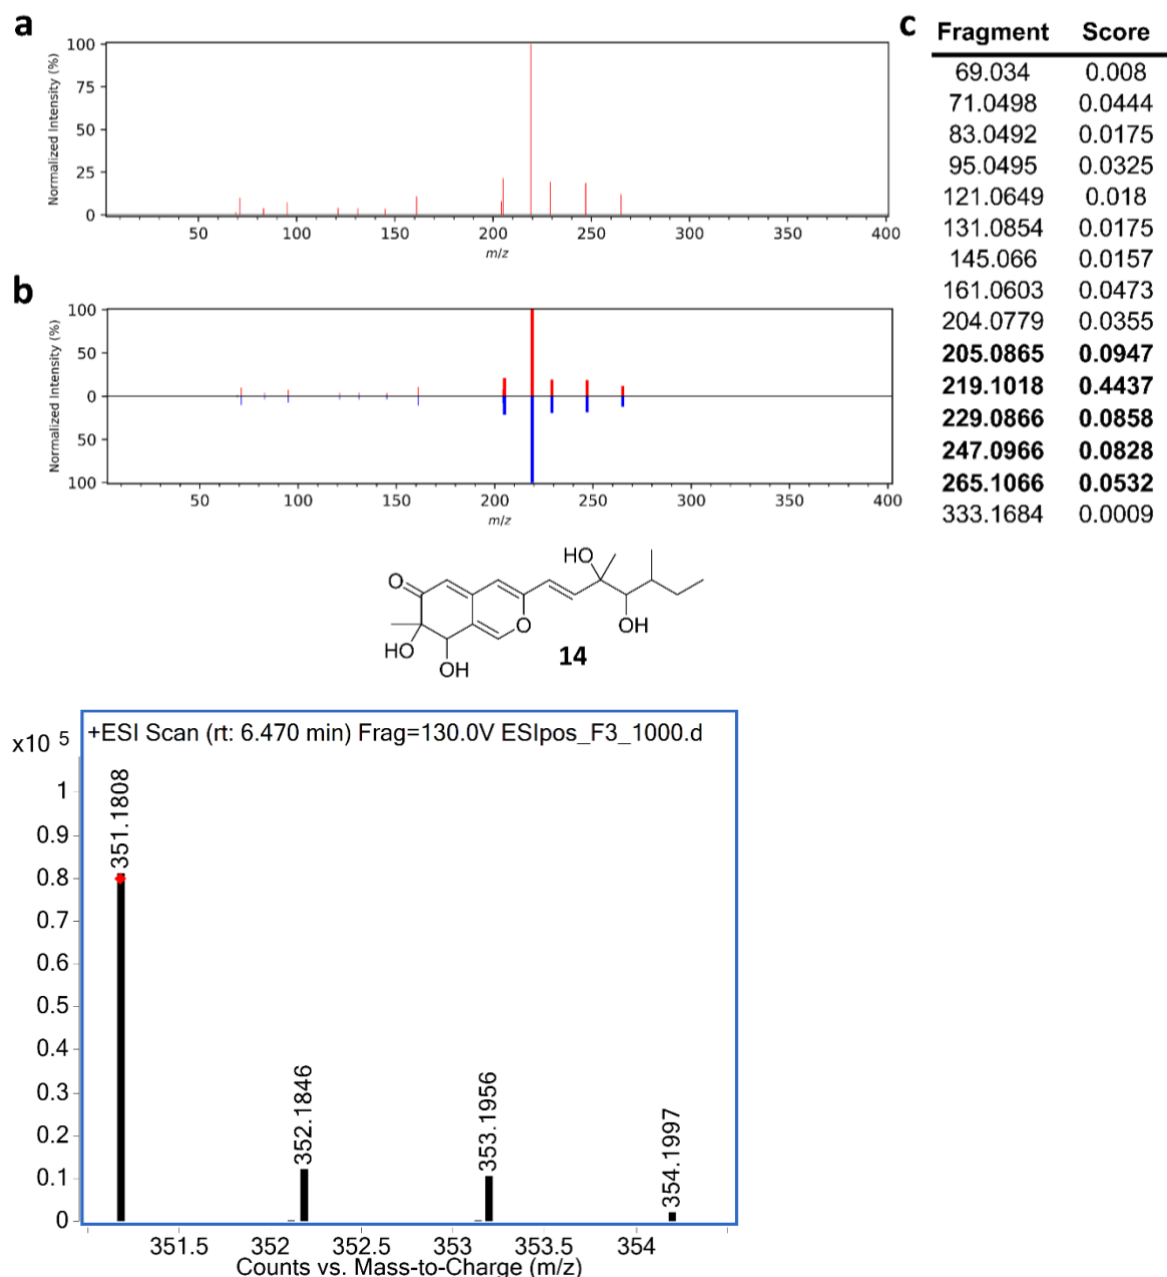 a
100
75
50
25
0
Normalized Intensity (%)
50 100 150 200 250 300 350 400
m/z
b
100
50
0
50
100
Normalized Intensity (%)
50 100 150 200 250 300 350 400
m/z
c
Fragment Score
69.034 0.008
71.0498 0.0444
83.0492 0.0175
95.0495 0.0325
121.0649 0.018
131.0854 0.0175
145.066 0.0157
161.0603 0.0473
204.0779 0.0355
205.0865 0.0947
219.1018 0.4437
229.0866 0.0858
247.0966 0.0828
265.1066 0.0532
333.1684 0.0009
HO
O
O
OH
HO
OH
14
+ESI Scan (rt: 6.470 min) Frag=130.0V ESIpos_F3_1000.d
x10 5
1
0.9
0.8
0.7
0.6
0.5
0.4
0.3
0.2
0.1
0
351.1808
352.1846
353.1956
354.1997
351.5 352 352.5 353 353.5 354
Counts vs. Mass-to-Charge (m/z)